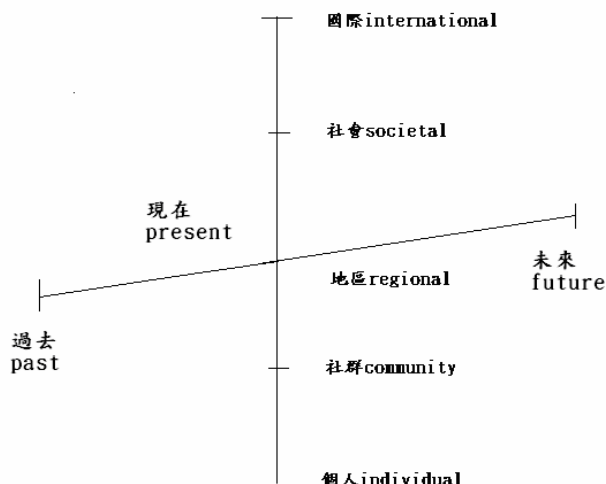 國際international
社會societal
現在
present
地區regional
未來
future
過去
past
社群community
個人individual